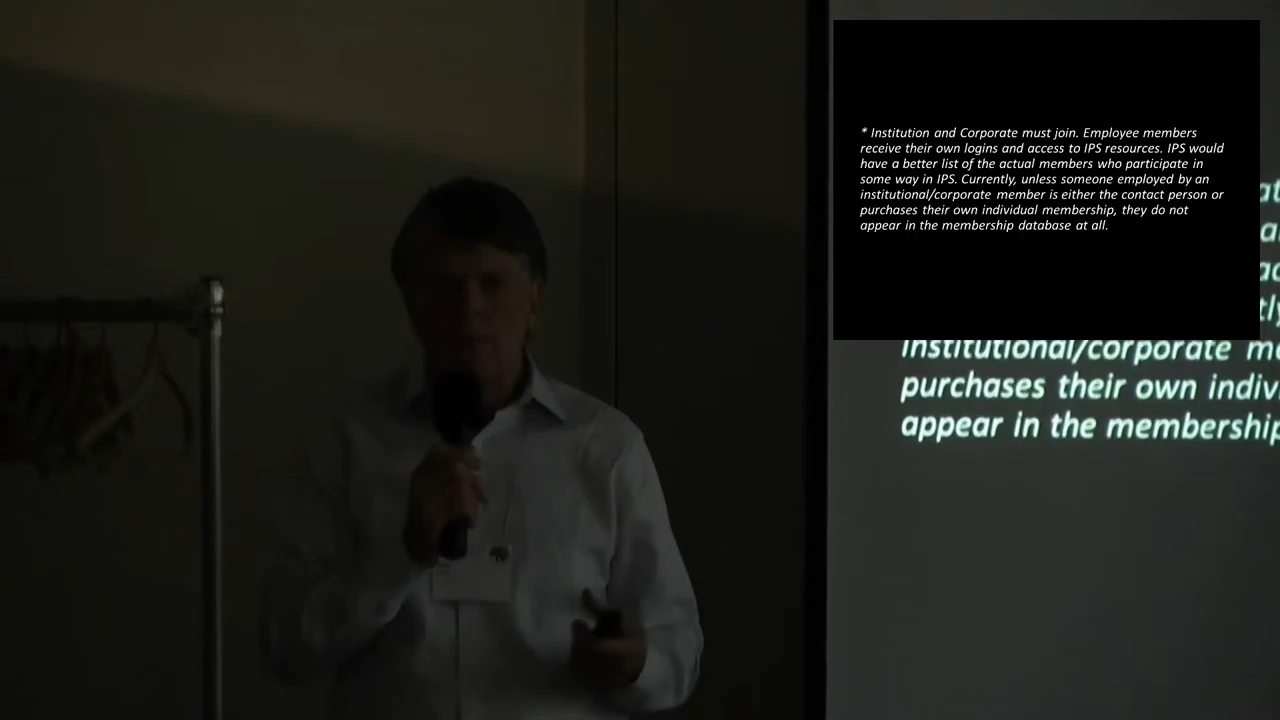 * Institution and Corporate must join. Employee members
receive their own logins and access to IPS resources. IPS would
have a better list of the actual members who participate in
some way in IPS. Currently, unless someone employed by an
institutional/corporate member is either the contact person or
purchases their own individual membership, they do not
appear in the membership database at all.
institutional/corporate me
purchases their own indiv
appear in the membership